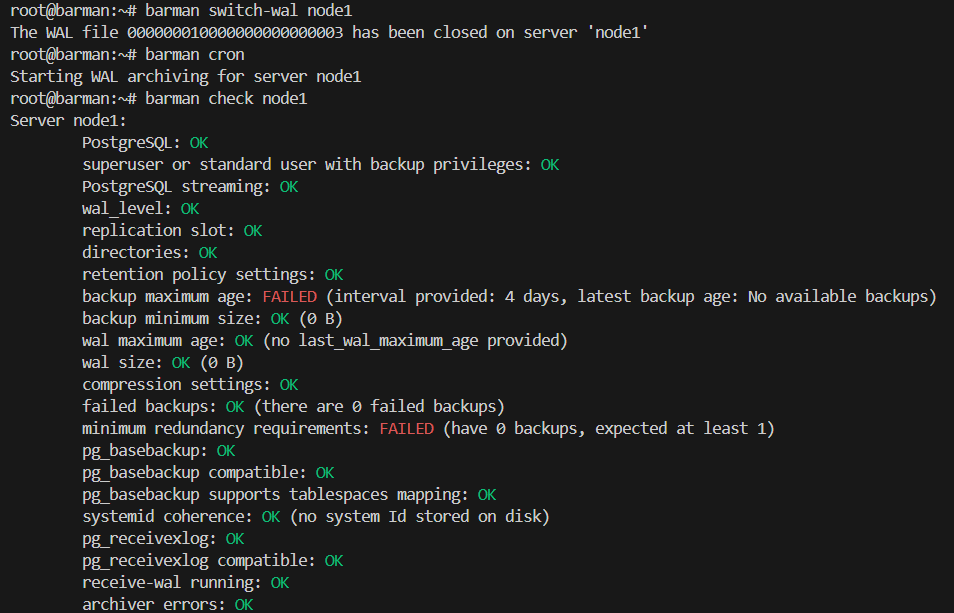 root@barman:~# barman switch-wal node1
The WAL file 000000010000000000000003 has been closed on server 'node1'
root@barman:~# barman cron
Starting WAL archiving for server node1
root@barman:~# barman check node1
Server node1:
PostgreSQL: OK
superuser or standard user with backup privileges: OK
PostgreSQL streaming: OK
wal_level: OK
replication slot: OK
directories: OK
retention policy settings: OK
backup maximum age: FAILED (interval provided: 4 days, latest backup age: No available backups)
backup minimum size: OK (0 B)
wal maximum age: OK (no last_wal_maximum_age provided)
wal size: OK (0 B)
compression settings: OK
failed backups: OK (there are 0 failed backups)
minimum redundancy requirements: FAILED (have 0 backups, expected at least 1)
pg_basebackup: OK
pg_basebackup compatible: OK
pg_basebackup supports tablespaces mapping: OK
systemid coherence: OK (no system Id stored on disk)
pg_receivexlog: OK
pg_receivexlog compatible: OK
receive-wal running: OK
archiver errors: OK